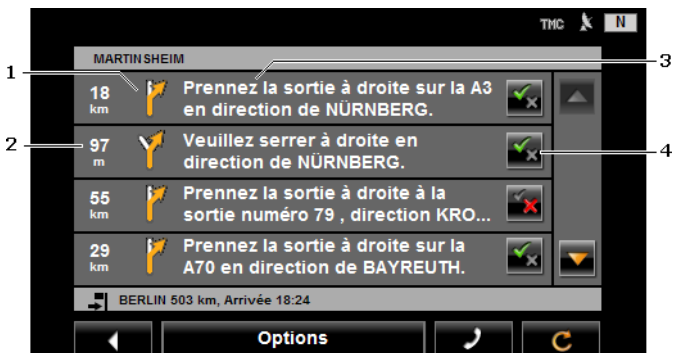 TMC N
MARTINSHEIM
1
3
18 km
Prennez la sortie à droite sur la A3
en direction de NÜRNBERG.
2
97 m
Veuillez serrer à droite en
direction de NÜRNBERG.
4
55 km
Prennez la sortie à droite à la
sortie numéro 79 , direction KRO...
29 km
Prennez la sortie à droite sur la
A70 en direction de BAYREUTH.
BERLIN 503 km, Arrivée 18:24
Options